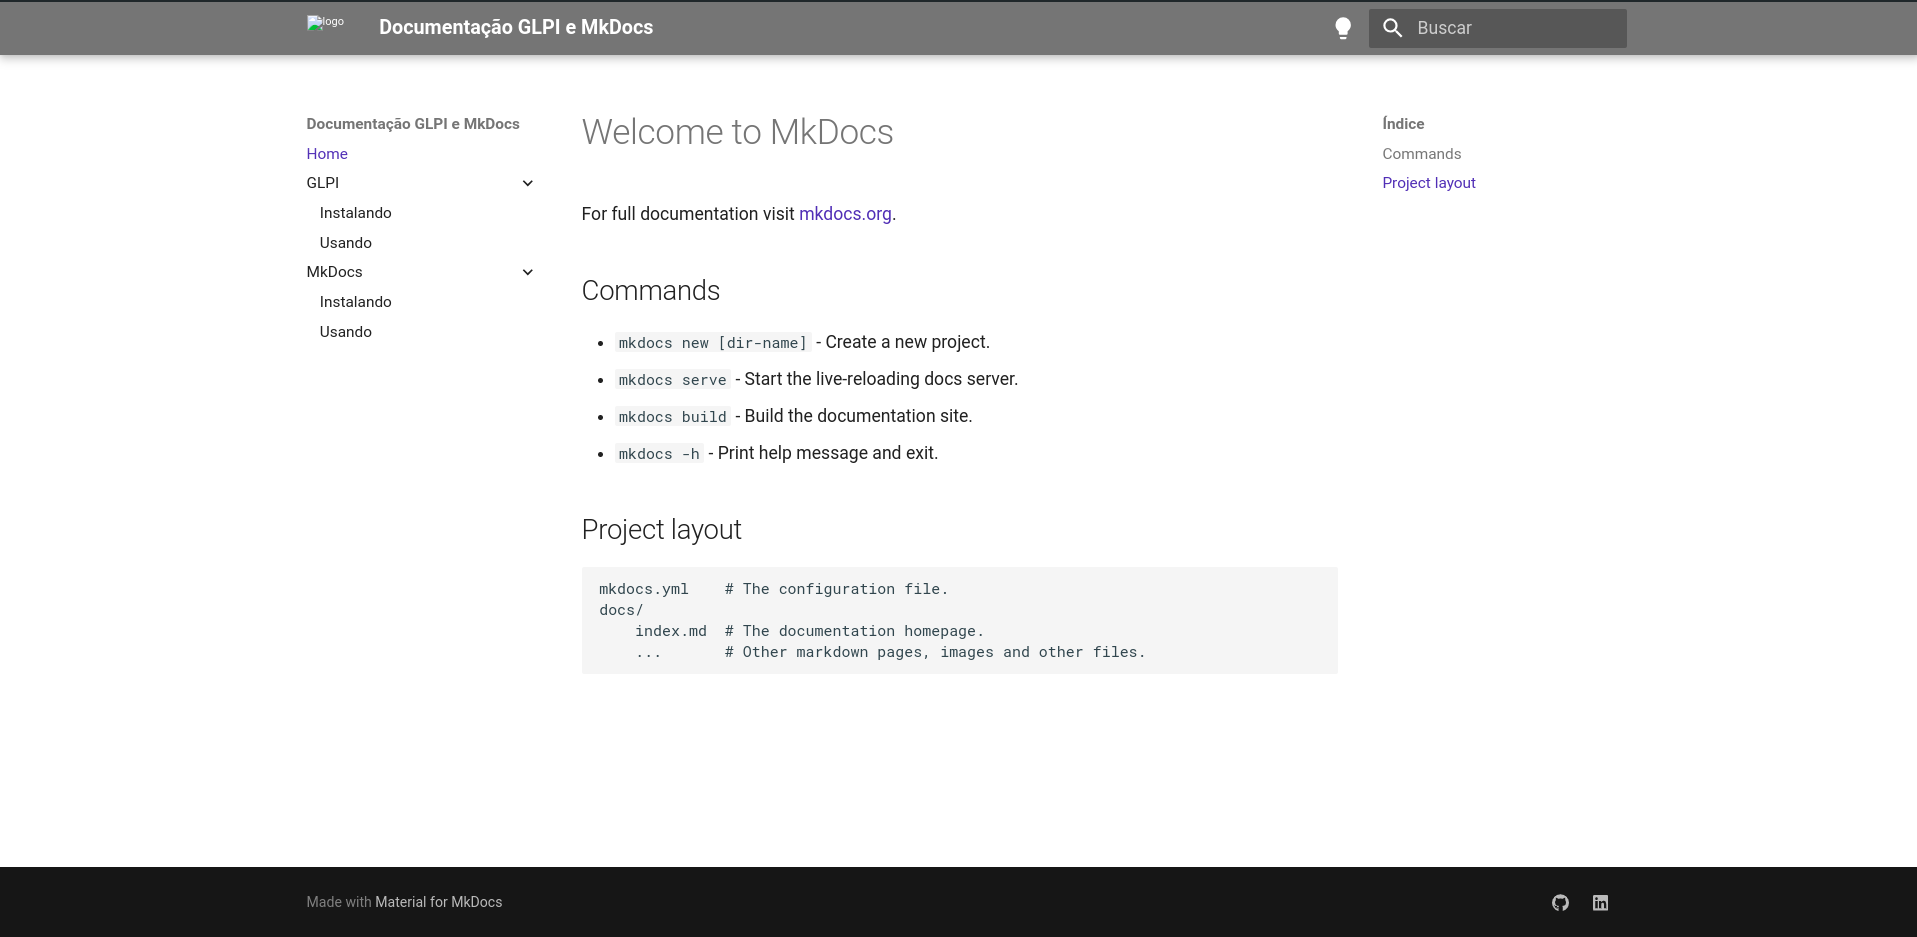 logo
Documentação GLPI e MkDocs
Buscar
Documentação GLPI e MkDocs
Home
GLPI
Instalando
Usando
MkDocs
Instalando
Usando
Welcome to MkDocs
For full documentation visit mkdocs.org.
Commands
mkdocs new [dir-name] - Create a new project.
mkdocs serve - Start the live-reloading docs server.
mkdocs build - Build the documentation site.
mkdocs -h - Print help message and exit.
Project layout
mkdocs.yml    # The configuration file.
docs/
    index.md  # The documentation homepage.
    ...       # Other markdown pages, images and other files.
Índice
Commands
Project layout
Made with Material for MkDocs
in